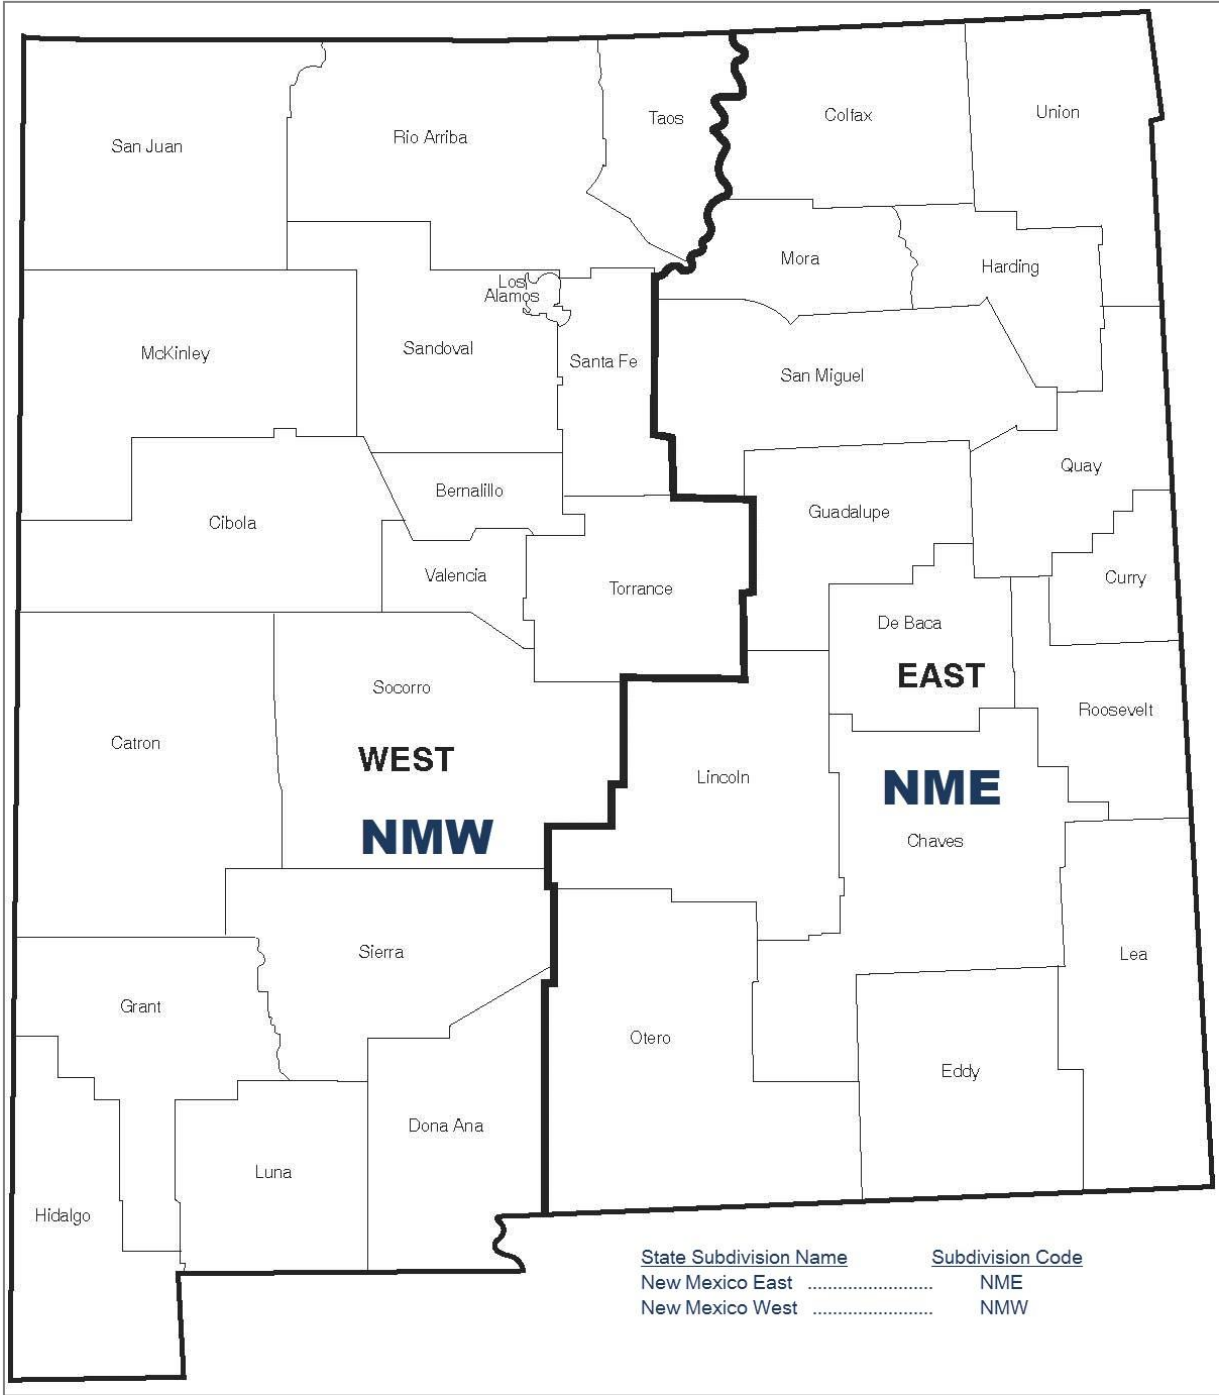 Taos
Colfax
Union
San Juan
Rio Arriba
Mora
Harding
Los
Alamos
McKinley
Sandoval
Santa Fe
San Miguel
Bernalillo
Quay
Cibola
Guadalupe
Valencia
Torrance
Curry
De Baca
EAST
Socorro
Roosevelt
Catron
WEST
Lincoln
NME
NMW
Chaves
Sierra
Lea
Grant
Otero
Eddy
Dona Ana
Luna
Hidalgo
State Subdivision Name Subdivision Code
New Mexico East ...................... NME
New Mexico West ..................... NMW